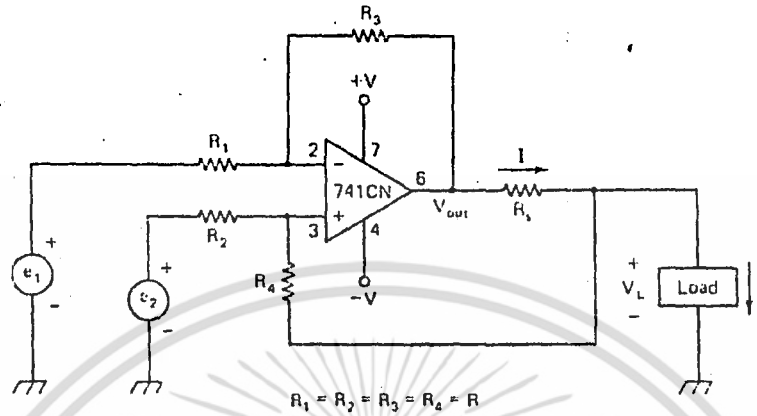 R3
+V
R1
2
−
7
741CN
6
I
R2
3
+
4
Vout
Rs
+
e1
−
+
e2
−
R4
−V
+
VL
−
Load
R1 = R2 = R3 = R4 = R